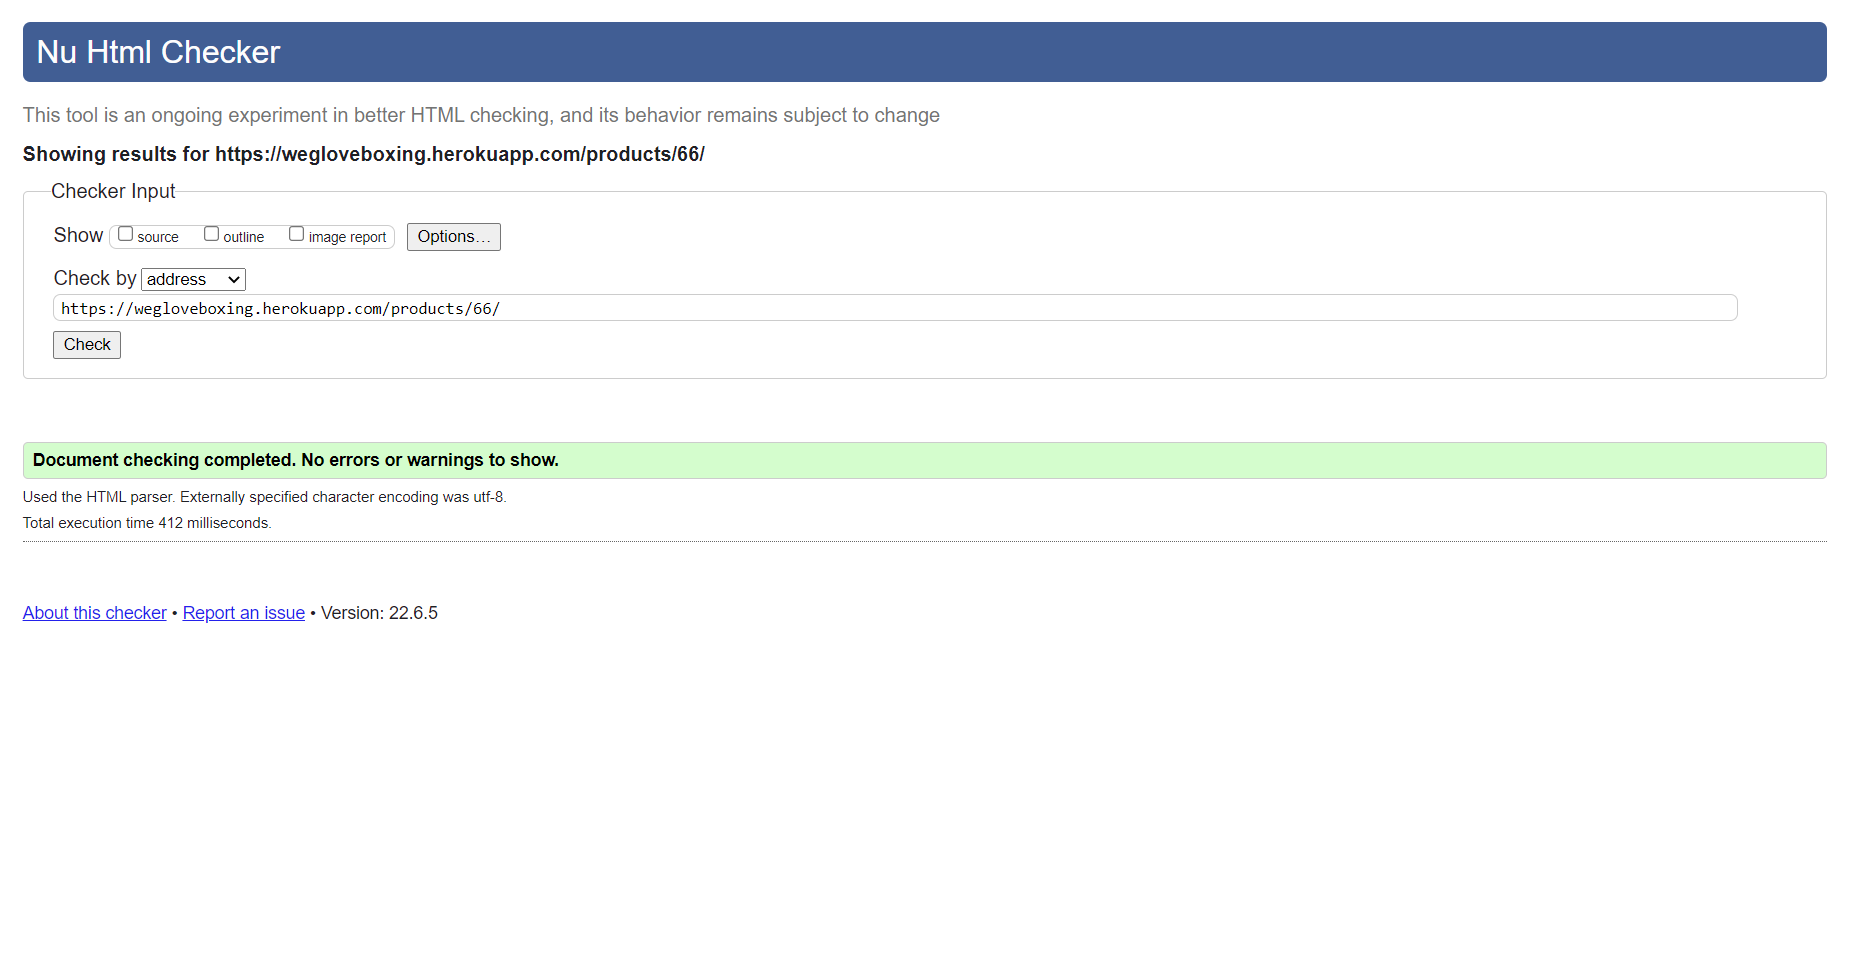 Nu Html Checker
This tool is an ongoing experiment in better HTML checking, and its behavior remains subject to change
Showing results for https://wegloveboxing.herokuapp.com/products/66/
Checker Input
Show source outline image report Options...
Check by address
https://wegloveboxing.herokuapp.com/products/66/
Check
Document checking completed. No errors or warnings to show.
Used the HTML parser. Externally specified character encoding was utf-8.
Total execution time 412 milliseconds.
About this checker • Report an issue • Version: 22.6.5